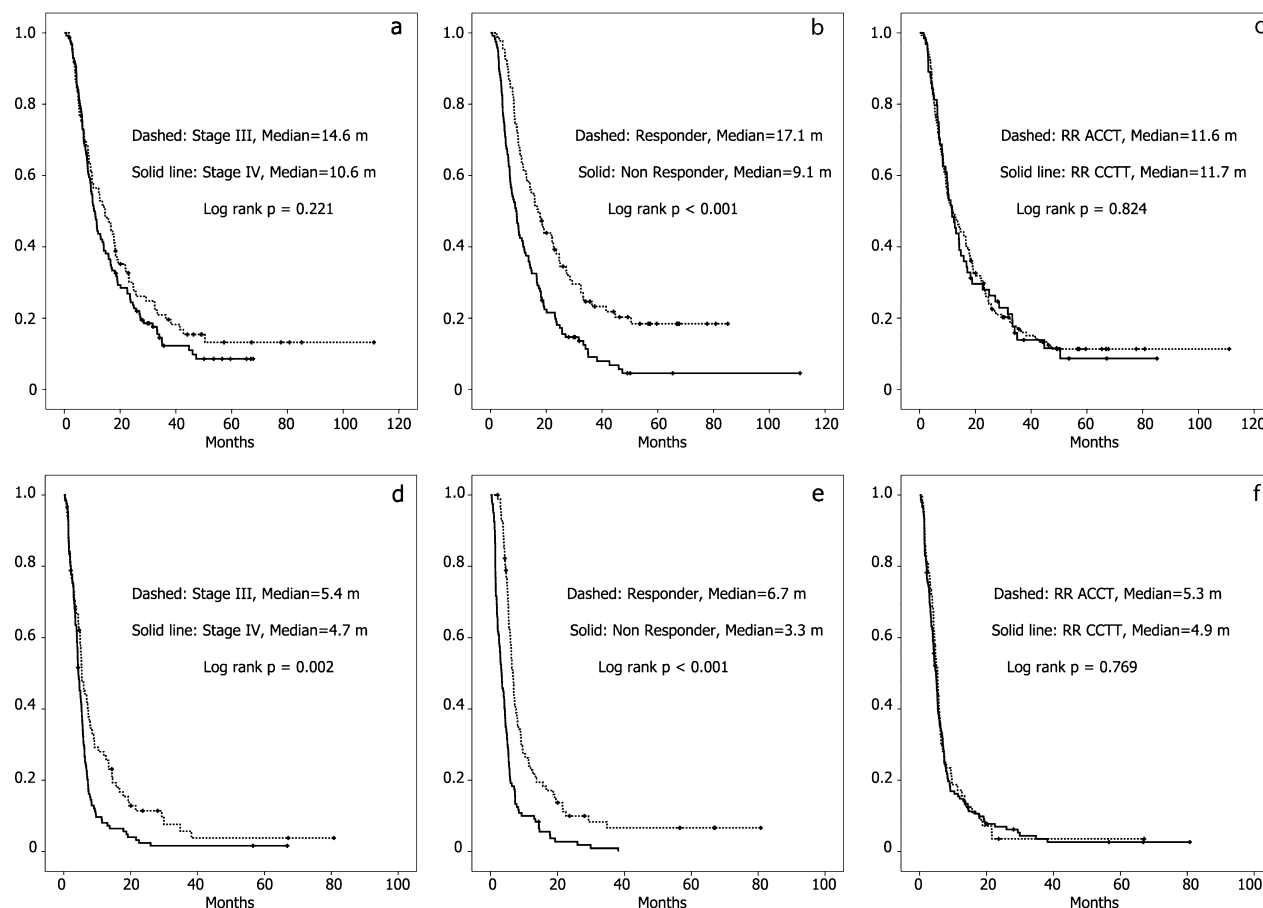 a
1.0
0.8
0.6
0.4
0.2
0
Dashed: Stage III, Median=14.6 m
Solid line: Stage IV, Median=10.6 m
Log rank p = 0.221
0 20 40 60 80 100 120
Months
b
1.0
0.8
0.6
0.4
0.2
0
Dashed: Responder, Median=17.1 m
Solid: Non Responder, Median=9.1 m
Log rank p < 0.001
0 20 40 60 80 100 120
Months
c
1.0
0.8
0.6
0.4
0.2
0
Dashed: RR ACCT, Median=11.6 m
Solid line: RR CCTT, Median=11.7 m
Log rank p = 0.824
0 20 40 60 80 100 120
Months
d
1.0
0.8
0.6
0.4
0.2
0
Dashed: Stage III, Median=5.4 m
Solid line: Stage IV, Median=4.7 m
Log rank p = 0.002
0 20 40 60 80 100
Months
e
1.0
0.8
0.6
0.4
0.2
0
Dashed: Responder, Median=6.7 m
Solid: Non Responder, Median=3.3 m
Log rank p < 0.001
0 20 40 60 80 100
Months
f
1.0
0.8
0.6
0.4
0.2
0
Dashed: RR ACCT, Median=5.3 m
Solid line: RR CCTT, Median=4.9 m
Log rank p = 0.769
0 20 40 60 80 100
Months